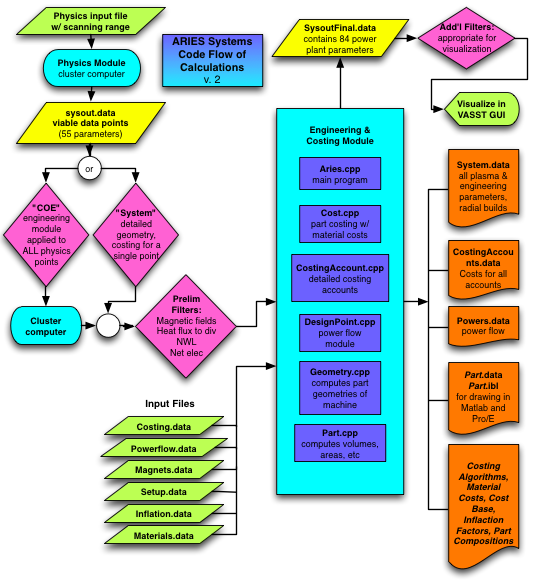 Physics input file
w/ scanning range
Physics Module
cluster computer
sysout.data
viable data points
(55 parameters)
or
"COE"
engineering
module
applied to
ALL physics
points
"System"
detailed
geometry,
costing for a
single point
Cluster
computer
Prelim
Filters:
Magnetic fields
Heat flux to div
NWL
Net elec
ARIES Systems
Code Flow of
Calculations
v. 2
SysoutFinal.data
contains 84 power
plant parameters
Add'l Filters:
appropriate for
visualization
Visualize in
VASST GUI
Engineering &
Costing Module
Aries.cpp
main program
Cost.cpp
part costing w/
material costs
CostingAccount.cpp
detailed costing
accounts
DesignPoint.cpp
power flow
module
Geometry.cpp
computes part
geometries of
machine
Part.cpp
computes volumes,
areas, etc
Input Files
Costing.data
Powerflow.data
Magnets.data
Setup.data
Inflation.data
Materials.data
System.data
all plasma &
engineering
parameters,
radial builds
CostingAccou
nts.data
Costs for all
accounts
Powers.data
power flow
Part.data
Part.ibl
for drawing in
Matlab and
Pro/E
Costing
Algorithms,
Material
Costs, Cost
Base,
Inflaction
Factors, Part
Compositions